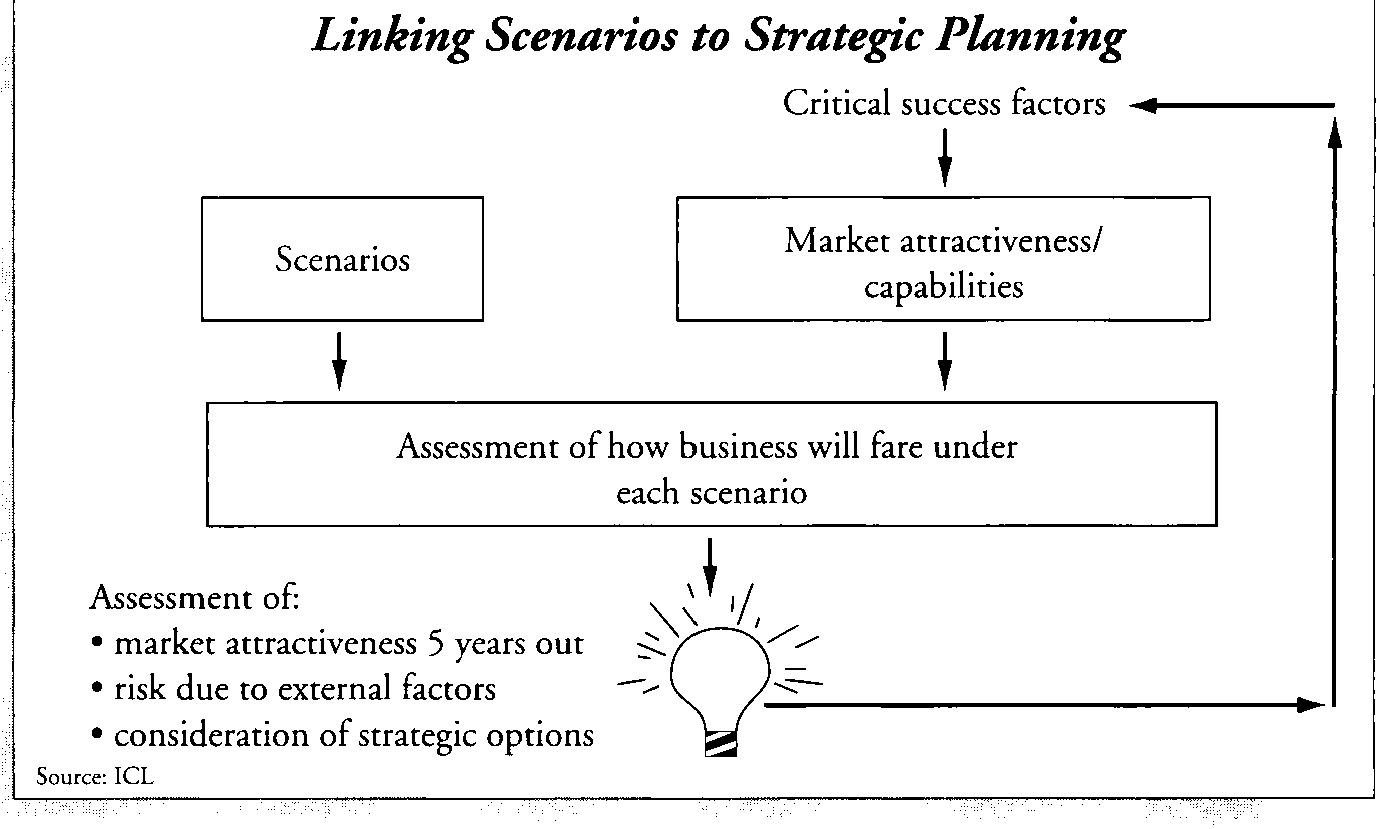 Linking Scenarios to Strategic Planning
Critical success factors
Scenarios
Market attractiveness/
capabilities
Assessment of how business will fare under
each scenario
Assessment of:
• market attractiveness 5 years out
• risk due to external factors
• consideration of strategic options
Source: ICL